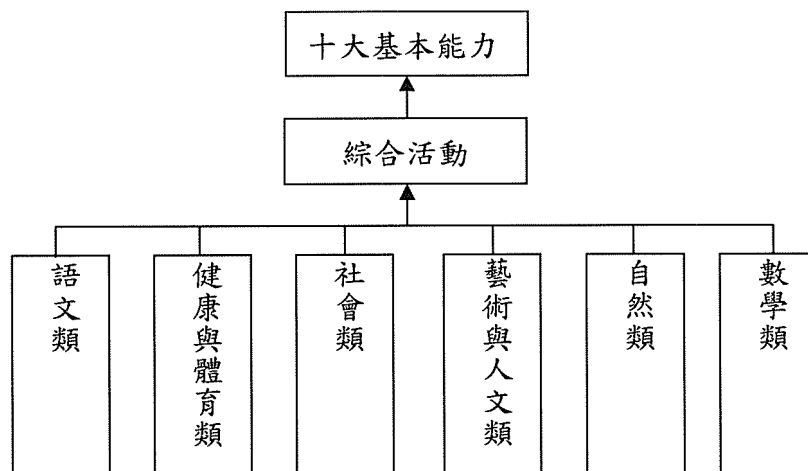 十大基本能力
綜合活動
語文類
健康與體育類
社會類
藝術與人文類
自然類
數學類